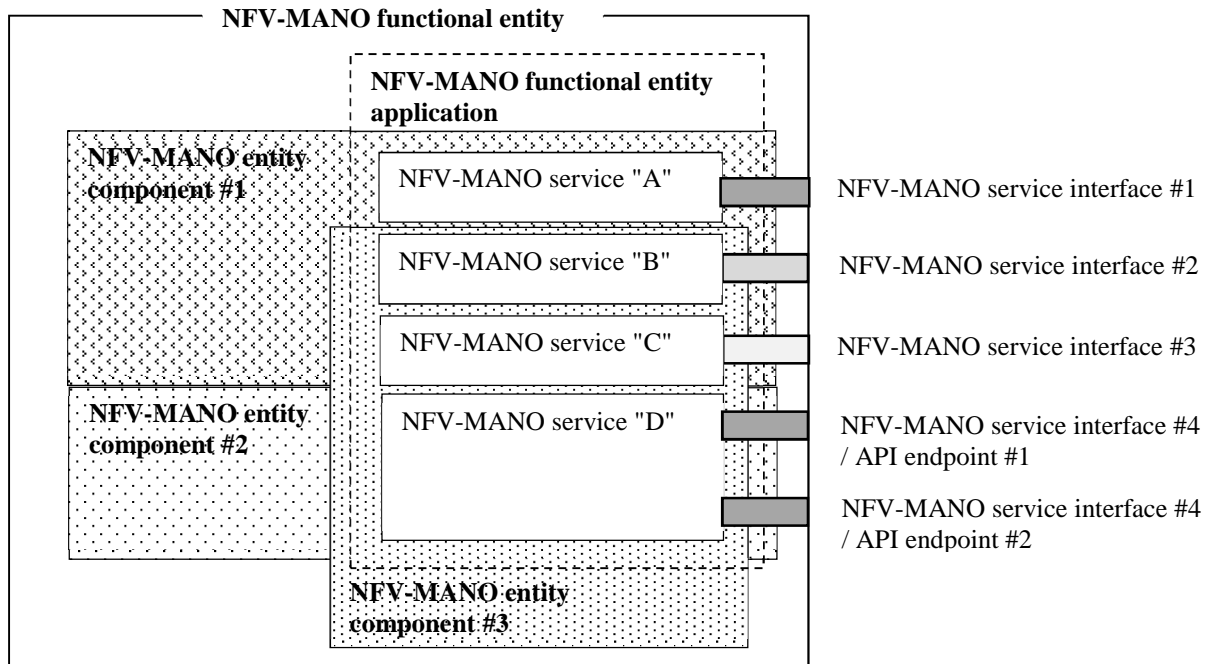 NFV-MANO functional entity
NFV-MANO functional entity
application
NFV-MANO entity
component #1
NFV-MANO service "A"
NFV-MANO service interface #1
NFV-MANO service "B"
NFV-MANO service interface #2
NFV-MANO service "C"
NFV-MANO service interface #3
NFV-MANO entity
component #2
NFV-MANO service "D"
NFV-MANO service interface #4
/ API endpoint #1
NFV-MANO service interface #4
/ API endpoint #2
NFV-MANO entity
component #3